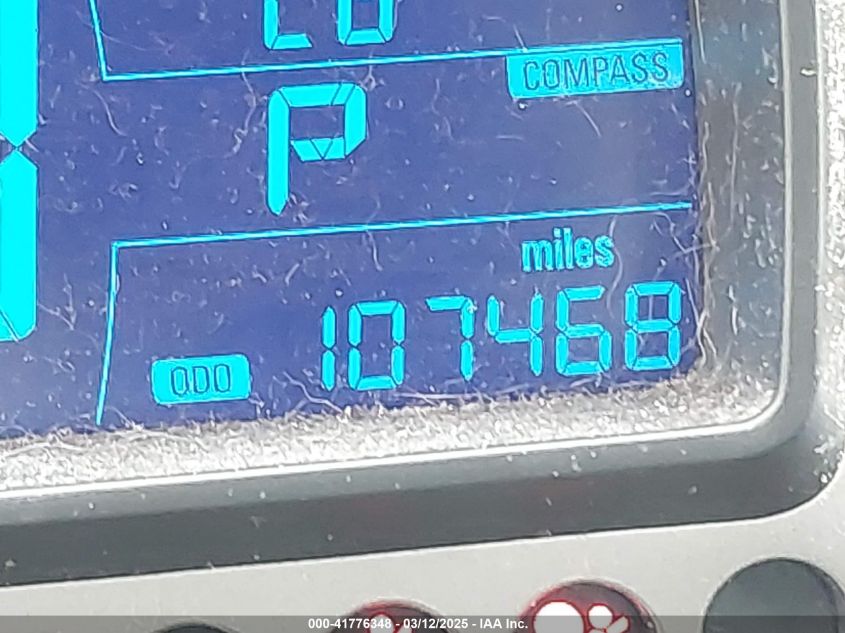 COMPASS
P
miles
ODO 107468
000-41776348 - 03/12/2025 - IAA Inc.